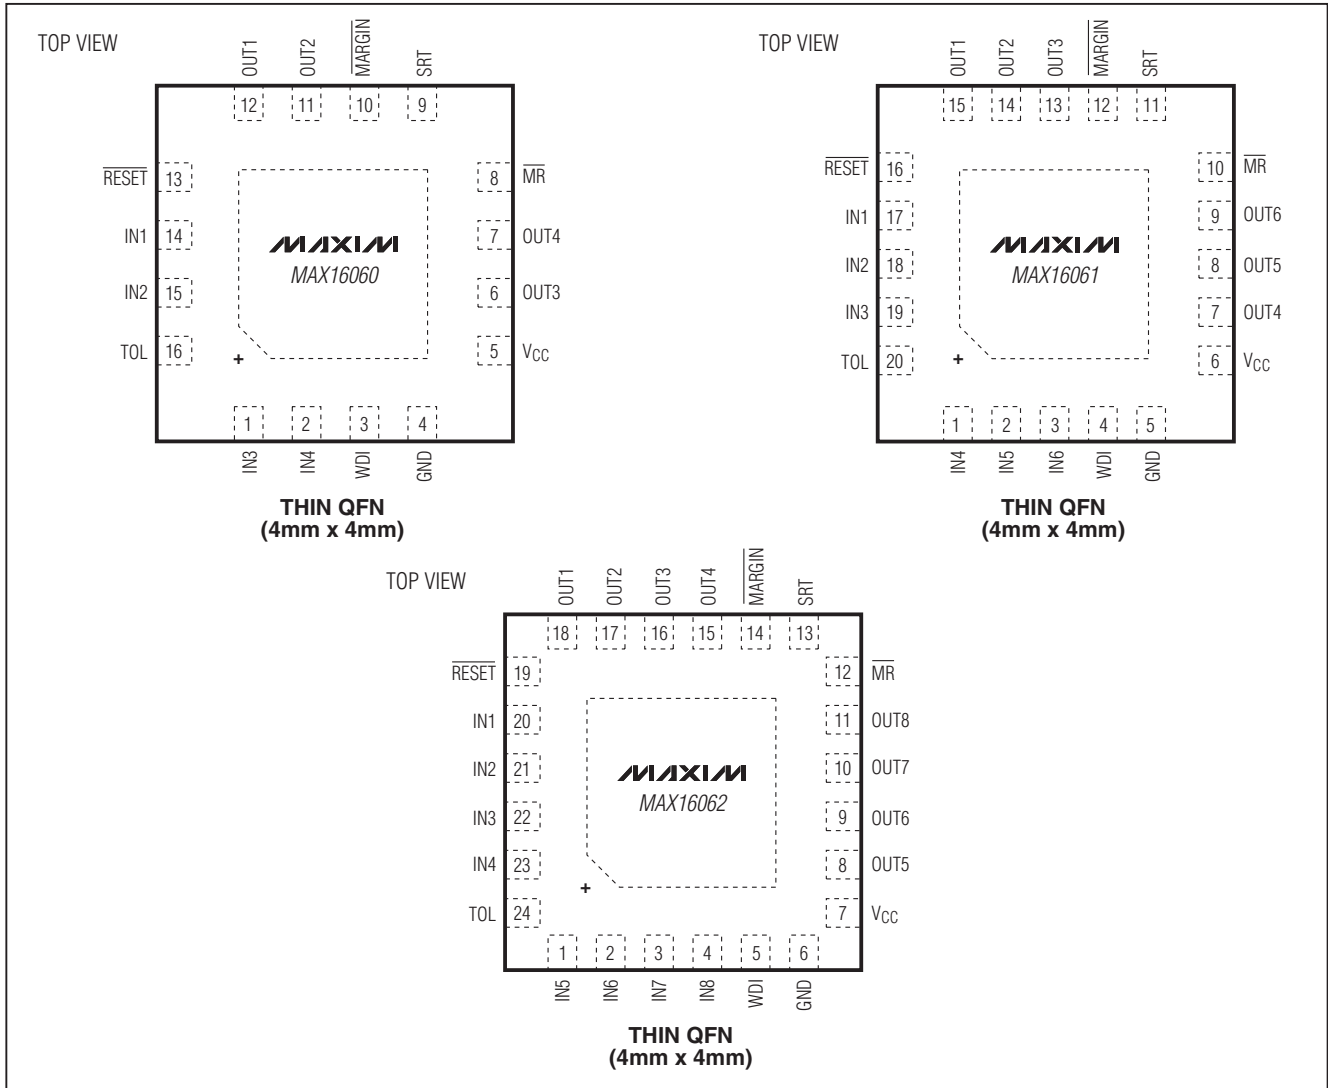 TOP VIEW
OUT1 OUT2 MARGIN SRT
12 11 10 9
RESET 13 8 MR
IN1 14 7 OUT4
MAXIM
MAX16060
IN2 15 6 OUT3
TOL 16 5 VCC
+
1 2 3 4
IN3 IN4 WDI GND
THIN QFN
(4mm x 4mm)
TOP VIEW
OUT1 OUT2 OUT3 MARGIN SRT
15 14 13 12 11
RESET 16 10 MR
IN1 17 9 OUT6
MAXIM
MAX16061
IN2 18 8 OUT5
IN3 19 7 OUT4
TOL 20 6 VCC
+
1 2 3 4 5
IN4 IN5 IN6 WDI GND
THIN QFN
(4mm x 4mm)
TOP VIEW
OUT1 OUT2 OUT3 OUT4 MARGIN SRT
18 17 16 15 14 13
RESET 19 12 MR
IN1 20 11 OUT8
IN2 21 10 OUT7
MAXIM
MAX16062
IN3 22 9 OUT6
IN4 23 8 OUT5
TOL 24 7 VCC
+
1 2 3 4 5 6
IN5 IN6 IN7 IN8 WDI GND
THIN QFN
(4mm x 4mm)